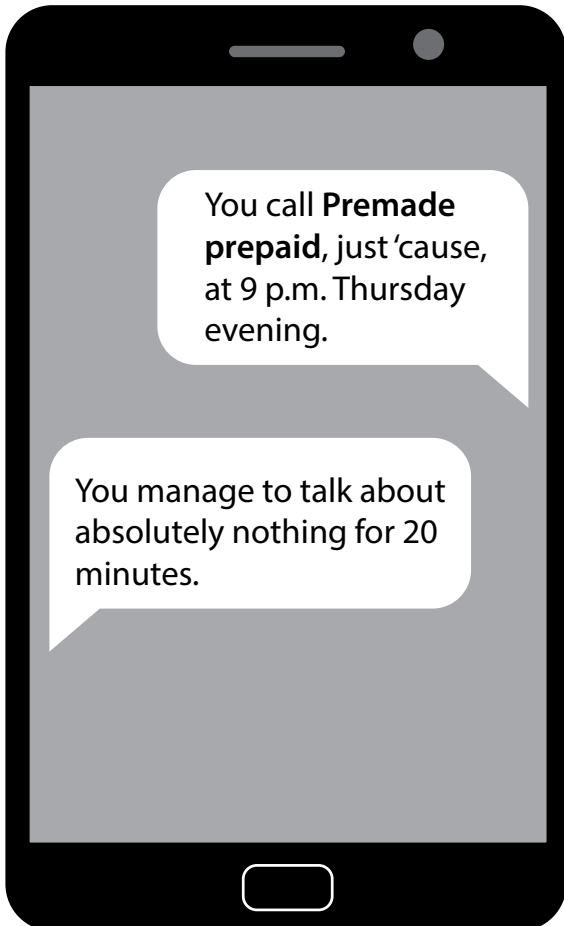 You call Premade
prepaid, just ‘cause,
at 9 p.m. Thursday
evening.
You manage to talk about
absolutely nothing for 20
minutes.